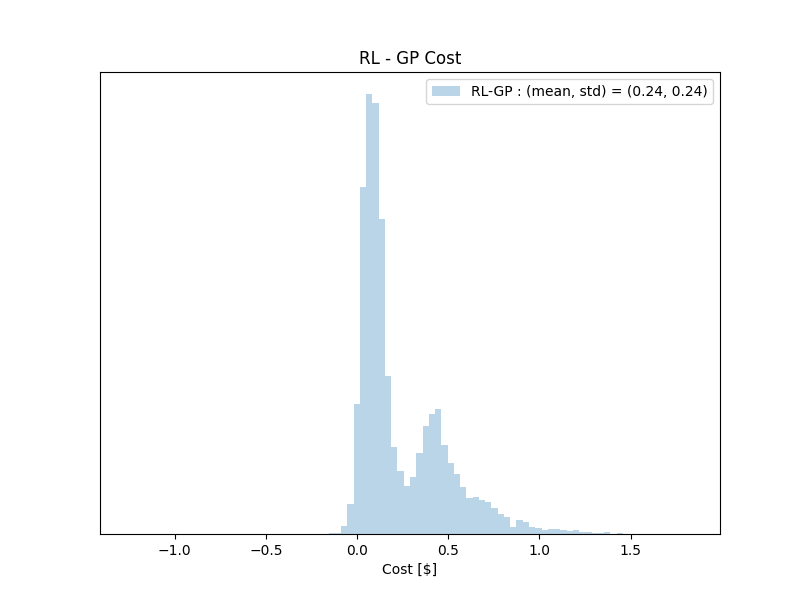 RL - GP Cost
RL-GP : (mean, std) = (0.24, 0.24)
−1.0 −0.5 0.0 0.5 1.0 1.5
Cost [$]